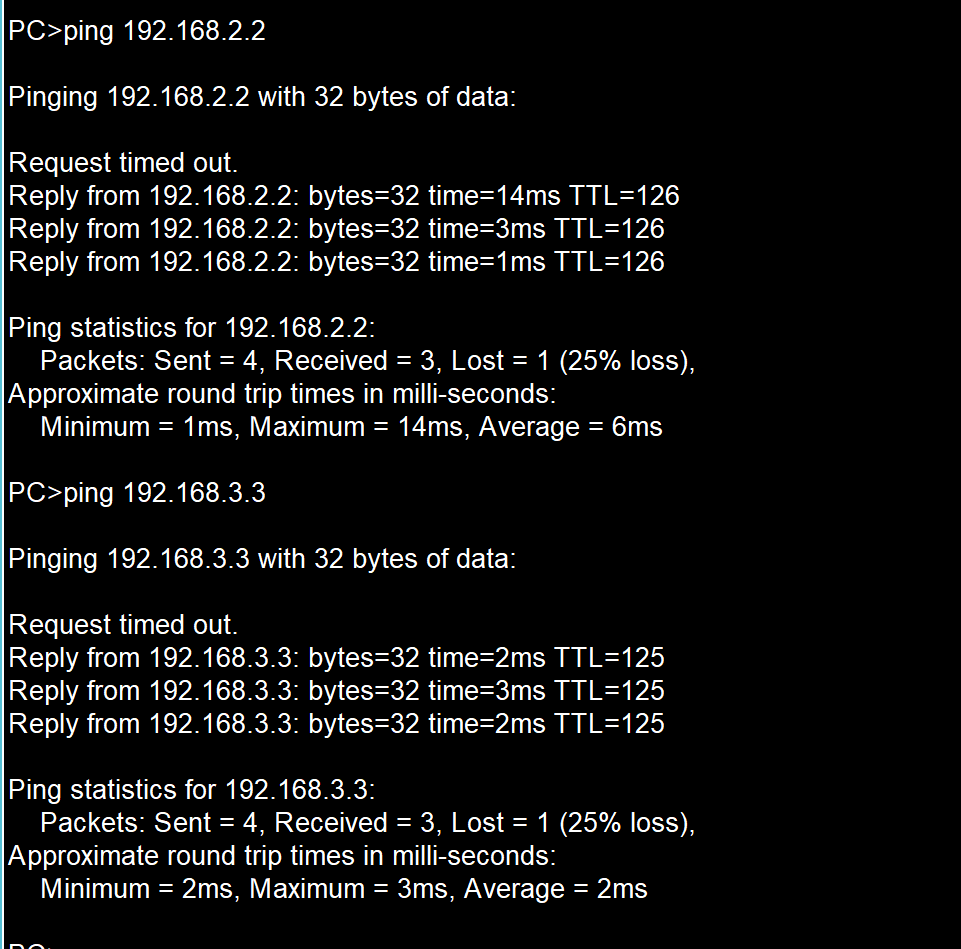 PC>ping 192.168.2.2
Pinging 192.168.2.2 with 32 bytes of data:
Request timed out.
Reply from 192.168.2.2: bytes=32 time=14ms TTL=126
Reply from 192.168.2.2: bytes=32 time=3ms TTL=126
Reply from 192.168.2.2: bytes=32 time=1ms TTL=126
Ping statistics for 192.168.2.2:
Packets: Sent = 4, Received = 3, Lost = 1 (25% loss),
Approximate round trip times in milli-seconds:
Minimum = 1ms, Maximum = 14ms, Average = 6ms
PC>ping 192.168.3.3
Pinging 192.168.3.3 with 32 bytes of data:
Request timed out.
Reply from 192.168.3.3: bytes=32 time=2ms TTL=125
Reply from 192.168.3.3: bytes=32 time=3ms TTL=125
Reply from 192.168.3.3: bytes=32 time=2ms TTL=125
Ping statistics for 192.168.3.3:
Packets: Sent = 4, Received = 3, Lost = 1 (25% loss),
Approximate round trip times in milli-seconds:
Minimum = 2ms, Maximum = 3ms, Average = 2ms